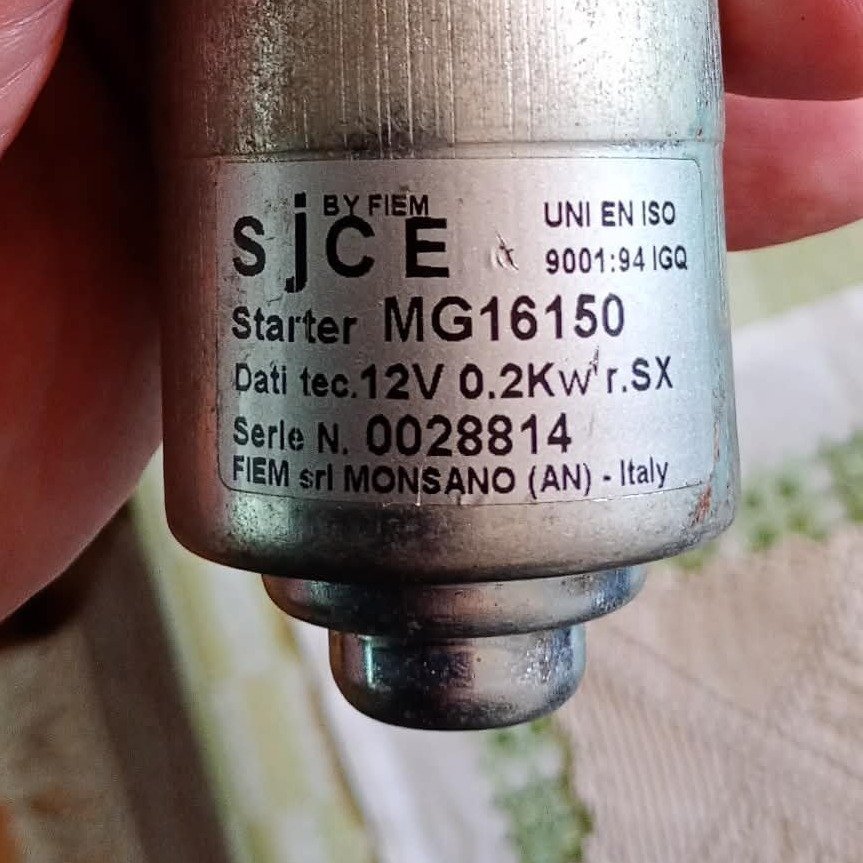 BY FIEM
sjCE
UNI EN ISO
9001:94 IGQ
Starter MG16150
Dati tec.12V 0.2Kw r.SX
Serie N. 0028814
FIEM srl MONSANO (AN) - Italy